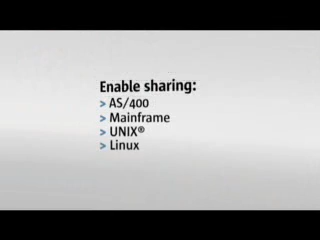 Enable sharing:
> AS/400
> Mainframe
> UNIX®
> Linux